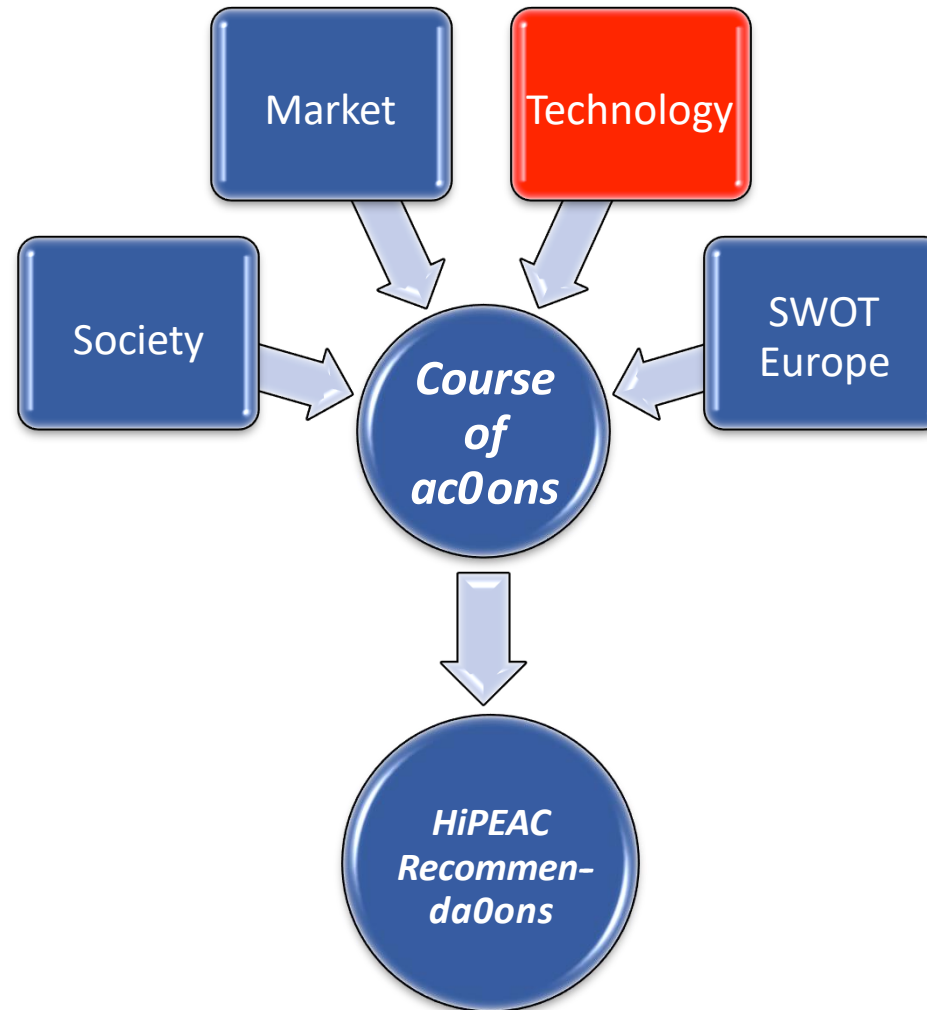 Market
Technology
Society
SWOT
Europe
Course
of
ac0ons
HiPEAC
Recommen-
da0ons